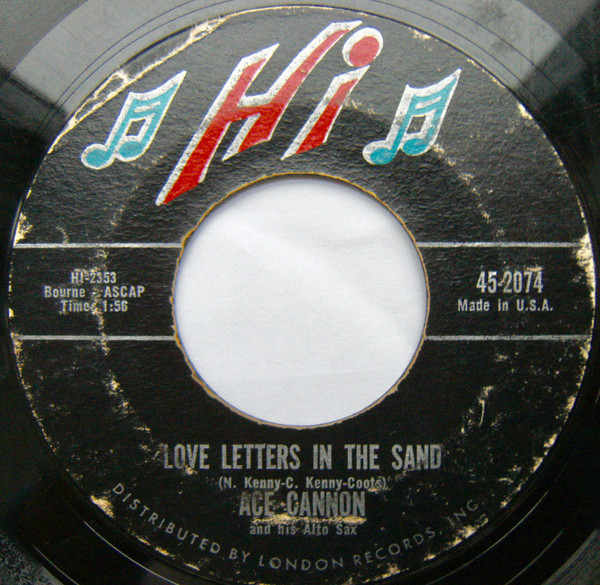 Hi
HI-2353
Bourne - ASCAP
Time 1:56
45-2074
Made in U.S.A.
LOVE LETTERS IN THE SAND
(N. Kenny-C. Kenny-Coots)
ACE CANNON
and his Alto Sax
DISTRIBUTED BY LONDON RECORDS, INC.